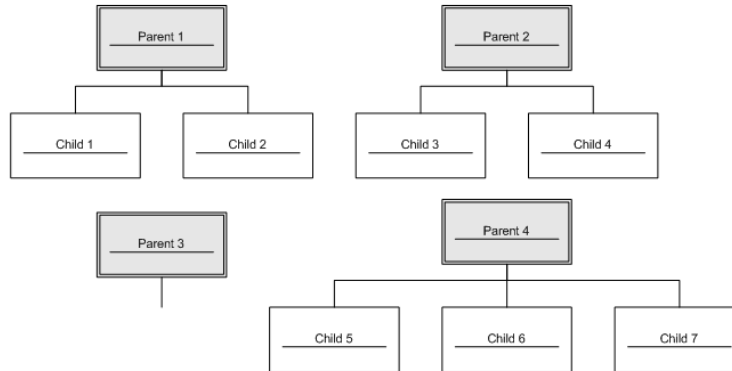 Parent 1
Parent 2
Child 1
Child 2
Child 3
Child 4
Parent 3
Parent 4
Child 5
Child 6
Child 7